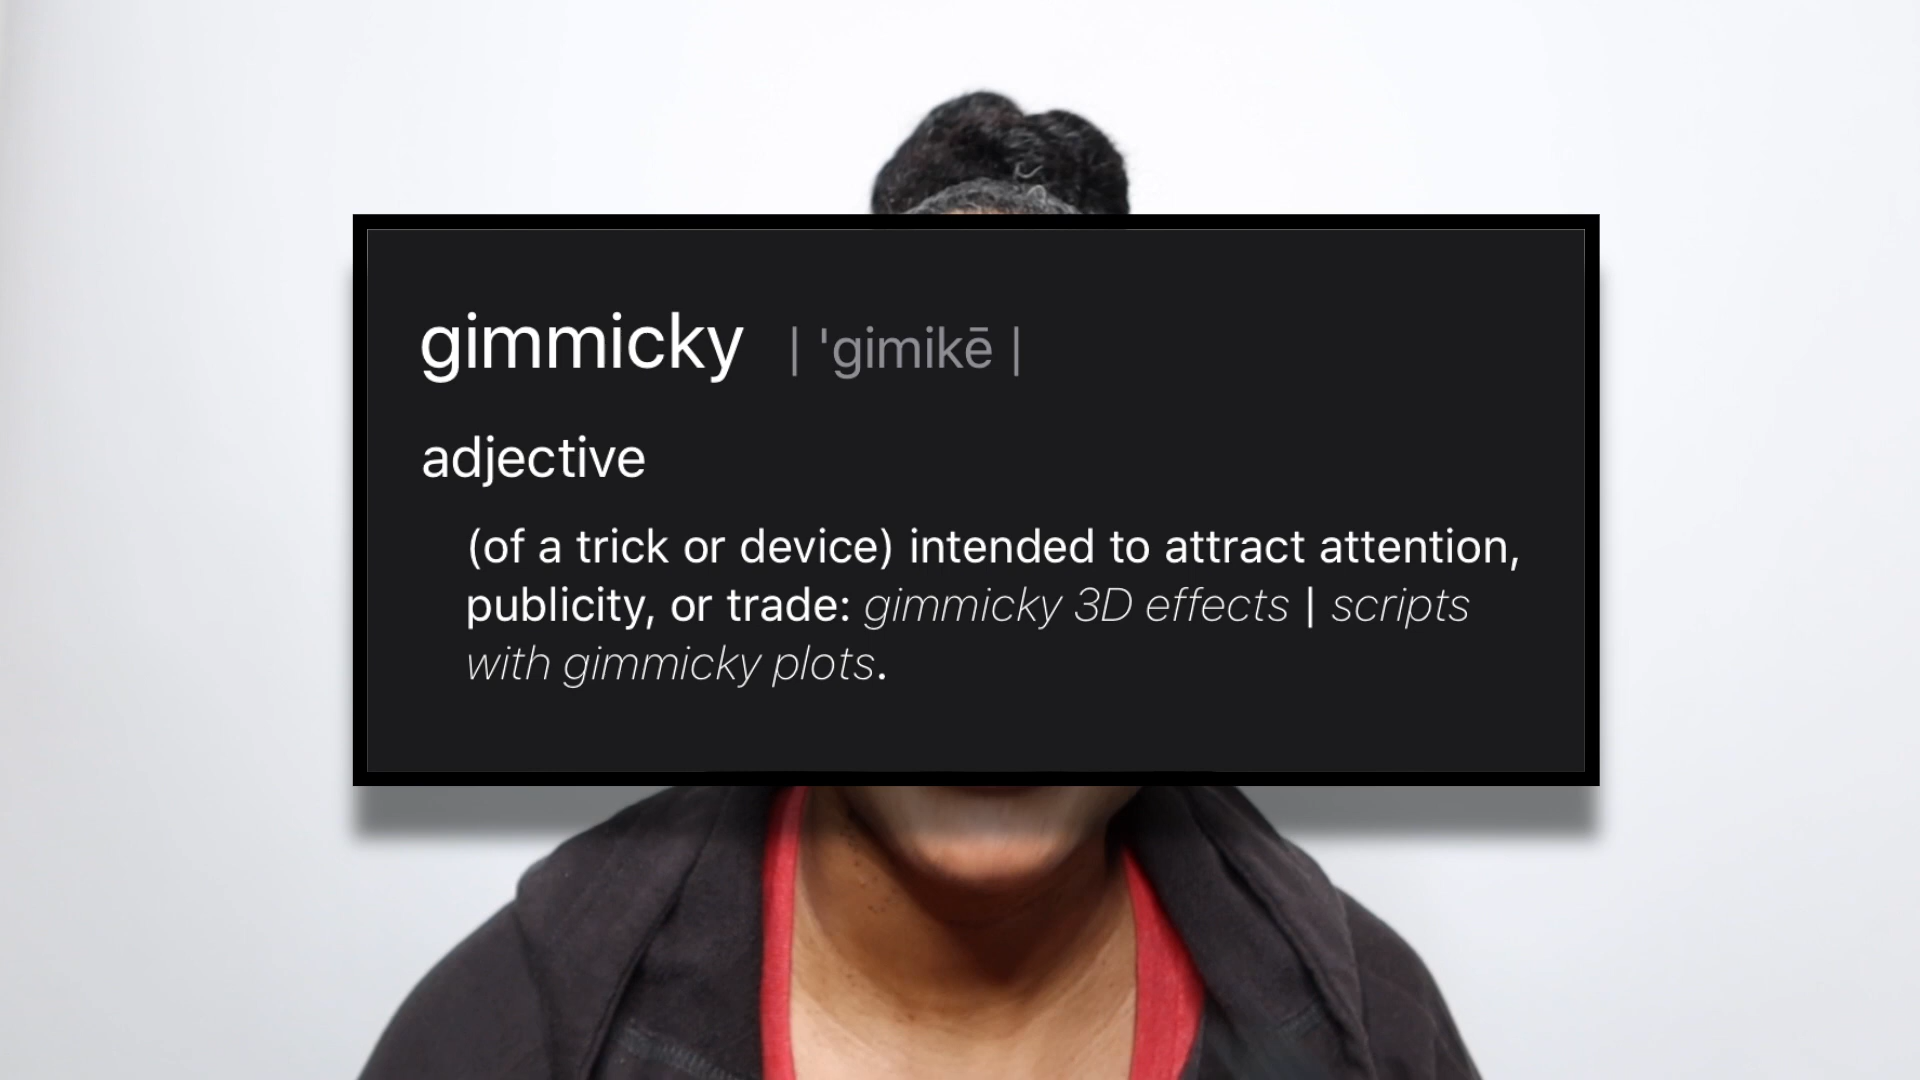 gimmicky | ˈgimikē |
adjective
(of a trick or device) intended to attract attention,
publicity, or trade: gimmicky 3D effects | scripts
with gimmicky plots.